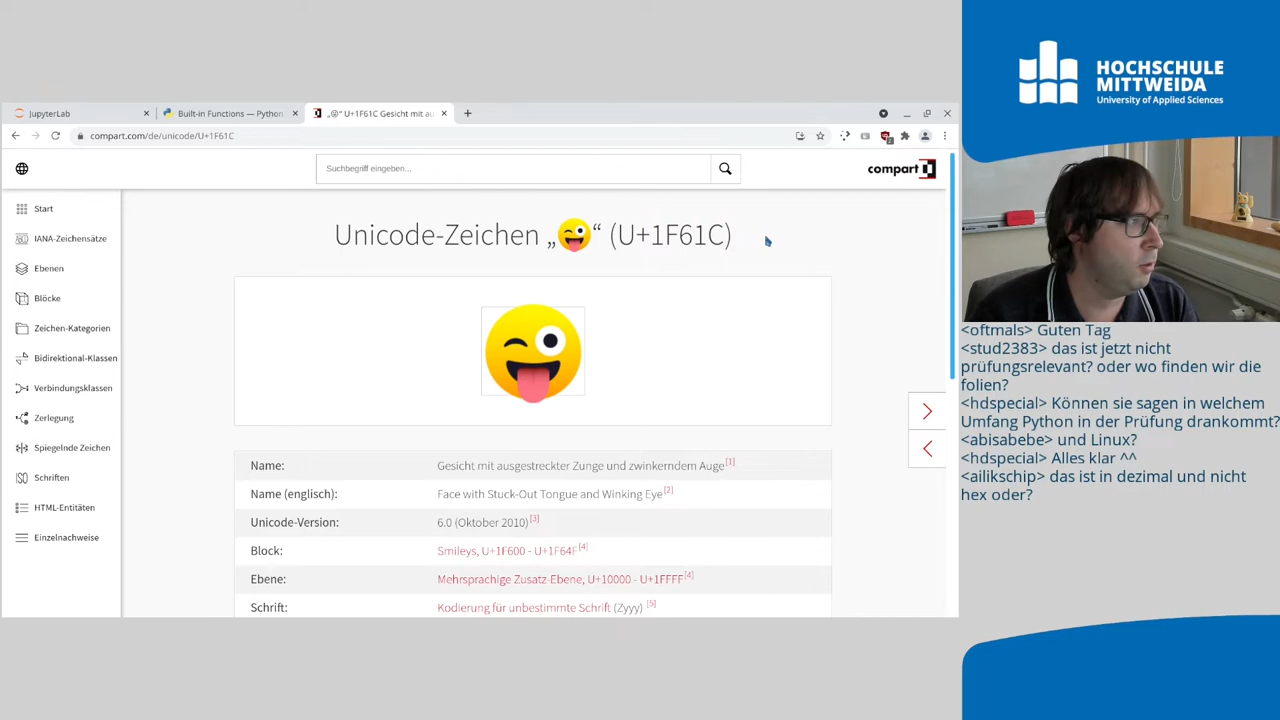 HOCHSCHULE
MITTWEIDA
University of Applied Sciences
JupyterLab
Built-in Functions — Python
„😜“ U+1F61C Gesicht mit au
compart.com/de/unicode/U+1F61C
2
Suchbegriff eingeben...
compart
Start
IANA-Zeichensätze
Ebenen
Blöcke
Zeichen-Kategorien
Bidirektional-Klassen
Verbindungsklassen
Zerlegung
Spiegelnde Zeichen
Schriften
HTML-Entitäten
Einzelnachweise
Unicode-Zeichen „😜“ (U+1F61C)
Name: Gesicht mit ausgestreckter Zunge und zwinkerndem Auge[1]
Name (englisch): Face with Stuck-Out Tongue and Winking Eye[2]
Unicode-Version: 6.0 (Oktober 2010)[3]
Block: Smileys, U+1F600 - U+1F64F[4]
Ebene: Mehrsprachige Zusatz-Ebene, U+10000 - U+1FFFF[4]
Schrift: Kodierung für unbestimmte Schrift (Zyyy) [5]
<oftmals> Guten Tag
<stud2383> das ist jetzt nicht
prüfungsrelevant? oder wo finden wir die
folien?
<hdspecial> Können sie sagen in welchem
Umfang Python in der Prüfung drankommt?
<abisabebe> und Linux?
<hdspecial> Alles klar ^^
<ailikschip> das ist in dezimal und nicht
hex oder?